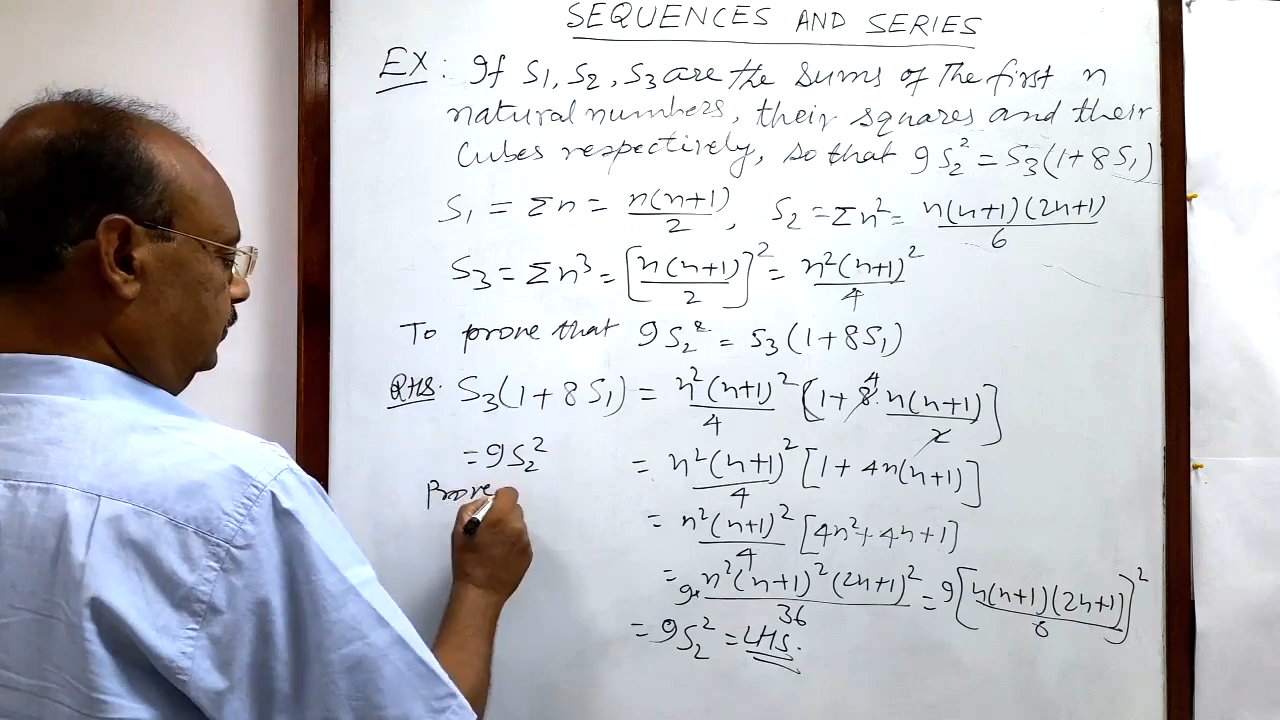 SEQUENCES AND SERIES
EX: If S₁, S₂, S₃ are the sums of the first n
natural numbers, their squares and their
cubes respectively, so that 9S₂² = S₃(1+8S₁)
S₁ = Σn = n(n+1)/2, S₂ = Σn² = n(n+1)(2n+1)/6
S₃ = Σn³ = [n(n+1)/2]² = n²(n+1)²/4
To prove that 9S₂² = S₃(1+8S₁)
RHS. S₃(1+8S₁) = n²(n+1)²/4 [1+8⁴·n(n+1)/2]
= 9S₂² = n²(n+1)²/4 [1+4n(n+1)]
Prove
= n²(n+1)²/4 [4n²+4n+1]
= 9·n²(n+1)²(2n+1)²/36 = 9[n(n+1)(2n+1)/6]²
= 9S₂² = LHS.